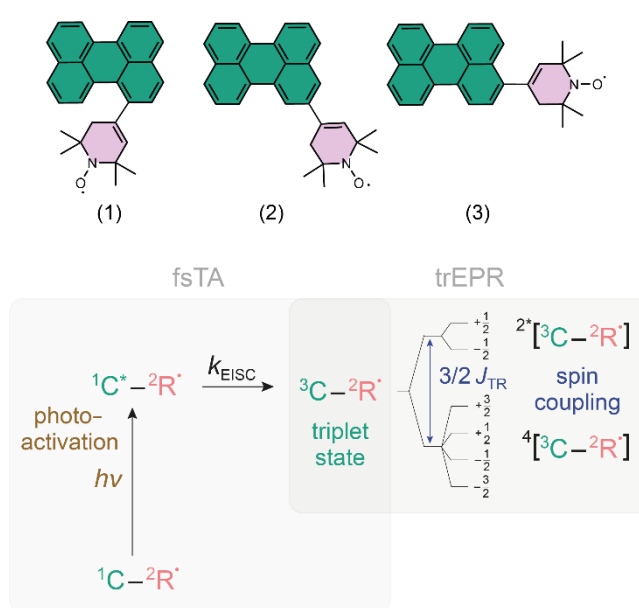 N
O
N
O·
N–O·
(1)
(2)
(3)
fsTA
trEPR
¹C* – ²R•
k_EISC
³C – ²R•
triplet
state
photo-
activation
hν
¹C – ²R•
+1/2
-1/2
3/2 J_TR
+3/2
+1/2
-1/2
-3/2
²*[³C – ²R•]
spin
coupling
⁴[³C – ²R•]